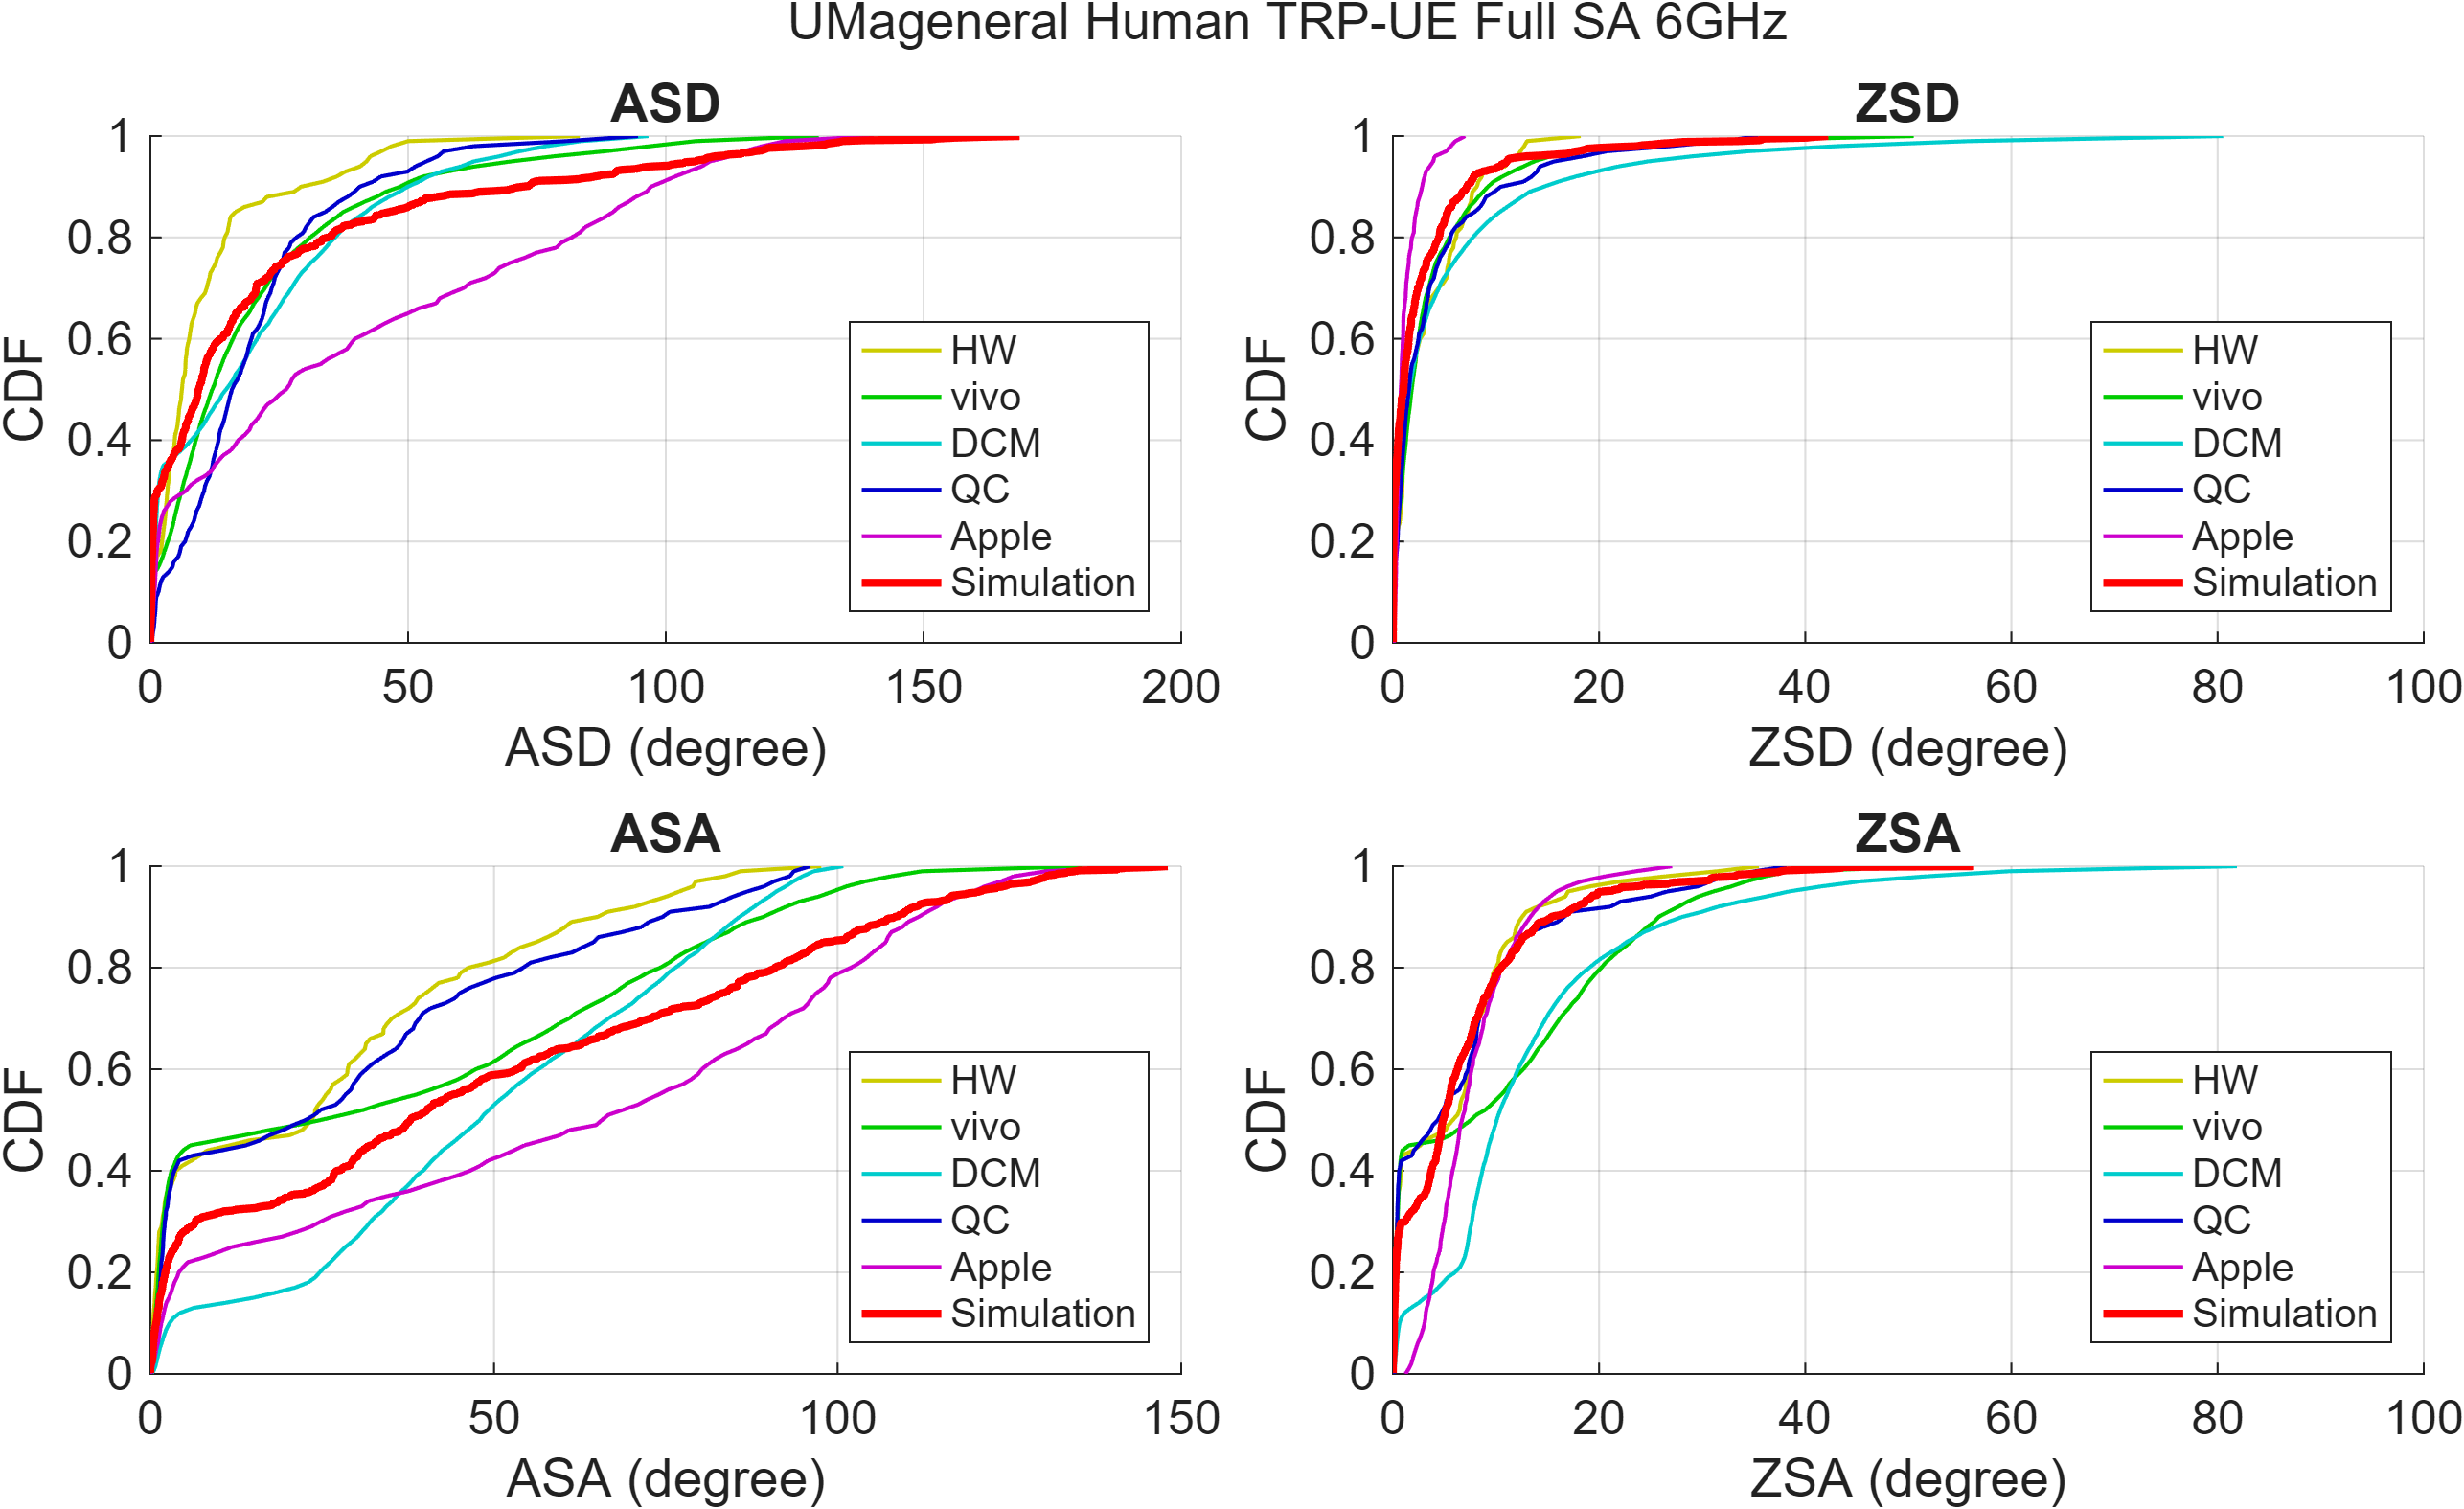 UMageneral Human TRP-UE Full SA 6GHz
ASD
CDF
1
0.8
0.6
0.4
0.2
0
0 50 100 150 200
ASD (degree)
HW
vivo
DCM
QC
Apple
Simulation
ZSD
CDF
1
0.8
0.6
0.4
0.2
0
0 20 40 60 80 100
ZSD (degree)
HW
vivo
DCM
QC
Apple
Simulation
ASA
CDF
1
0.8
0.6
0.4
0.2
0
0 50 100 150
ASA (degree)
HW
vivo
DCM
QC
Apple
Simulation
ZSA
CDF
1
0.8
0.6
0.4
0.2
0
0 20 40 60 80 100
ZSA (degree)
HW
vivo
DCM
QC
Apple
Simulation